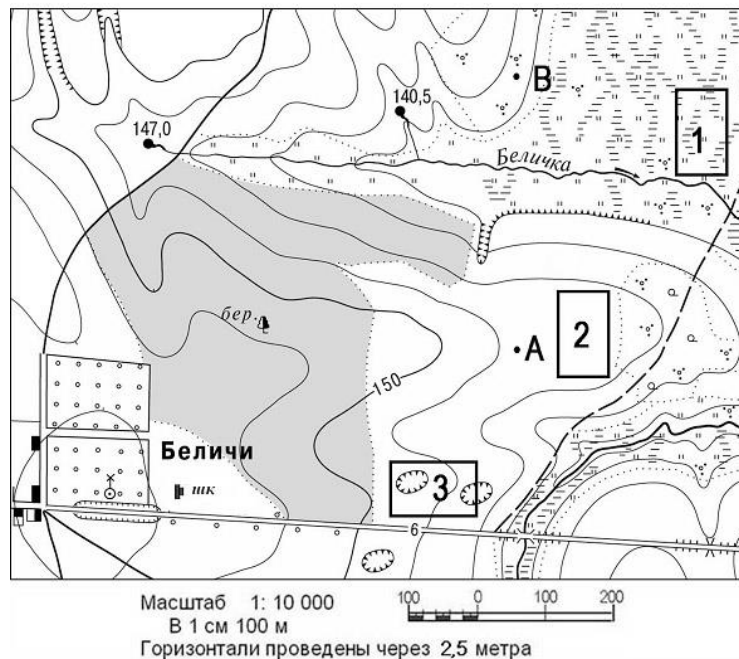 В
140,5
147,0
1
Беличка
бер.
2
А
150
Беличи
3
шк
6
Масштаб 1: 10 000
100 0 100 200
В 1 см 100 м
Горизонтали проведены через 2,5 метра